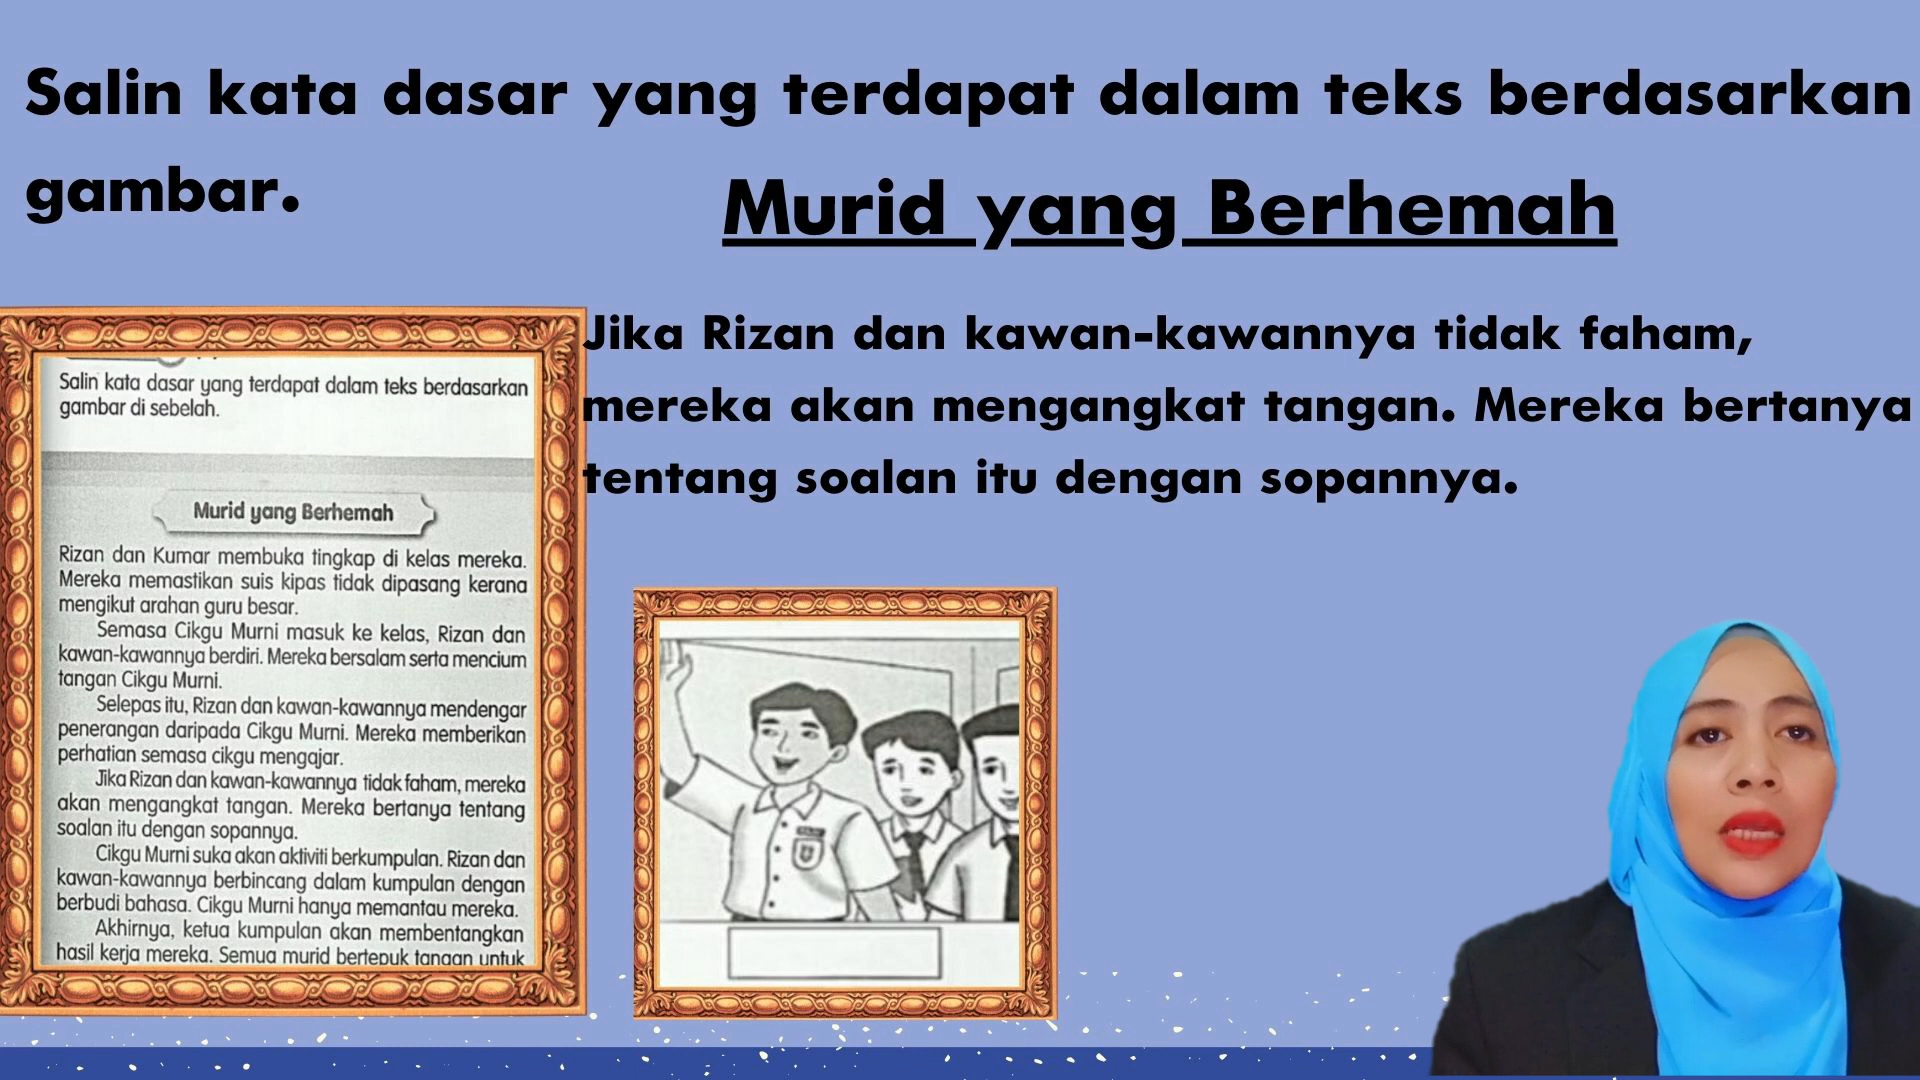 Salin kata dasar yang terdapat dalam teks berdasarkan
gambar.
Murid yang Berhemah
Jika Rizan dan kawan-kawannya tidak faham,
mereka akan mengangkat tangan. Mereka bertanya
tentang soalan itu dengan sopannya.
Salin kata dasar yang terdapat dalam teks berdasarkan
gambar di sebelah.
Murid yang Berhemah
Rizan dan Kumar membuka tingkap di kelas mereka.
Mereka memastikan suis kipas tidak dipasang kerana
mengikut arahan guru besar.
Semasa Cikgu Murni masuk ke kelas, Rizan dan
kawan-kawannya berdiri. Mereka bersalam serta mencium
tangan Cikgu Murni.
Selepas itu, Rizan dan kawan-kawannya mendengar
penerangan daripada Cikgu Murni. Mereka memberikan
perhatian semasa cikgu mengajar.
Jika Rizan dan kawan-kawannya tidak faham, mereka
akan mengangkat tangan. Mereka bertanya tentang
soalan itu dengan sopannya.
Cikgu Murni suka akan aktiviti berkumpulan. Rizan dan
kawan-kawannya berbincang dalam kumpulan dengan
berbudi bahasa. Cikgu Murni hanya memantau mereka.
Akhirnya, ketua kumpulan akan membentangkan
hasil kerja mereka. Semua murid bertepuk tangan untuk